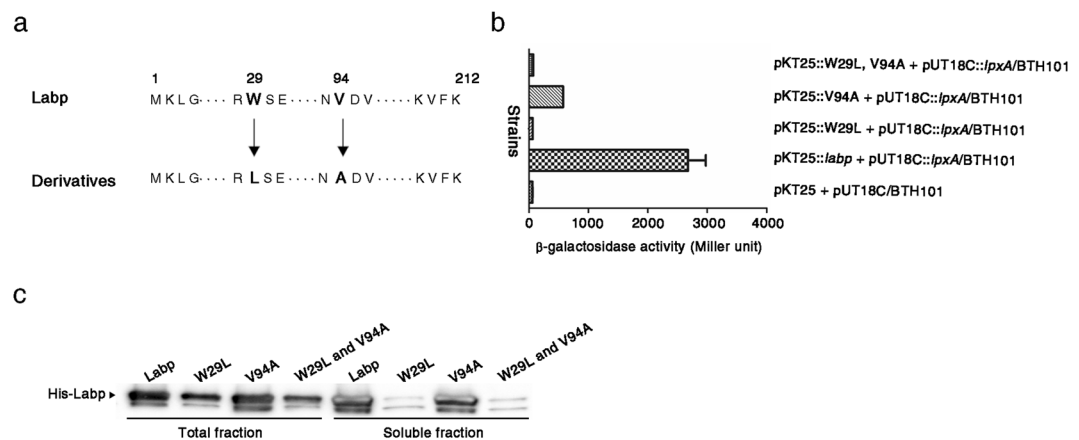 a
1 29 94 212
Labp MKLG····RWSE····NVDV·····KVFK
Derivatives MKLG····RLSE····NADV·····KVFK
b
Strains
pKT25::W29L, V94A + pUT18C::lpxA/BTH101
pKT25::V94A + pUT18C::lpxA/BTH101
pKT25::W29L + pUT18C::lpxA/BTH101
pKT25::labp + pUT18C::lpxA/BTH101
pKT25 + pUT18C/BTH101
0 1000 2000 3000 4000
β-galactosidase activity (Miller unit)
c
Labp W29L V94A W29L and V94A Labp W29L V94A W29L and V94A
His-Labp
Total fraction Soluble fraction